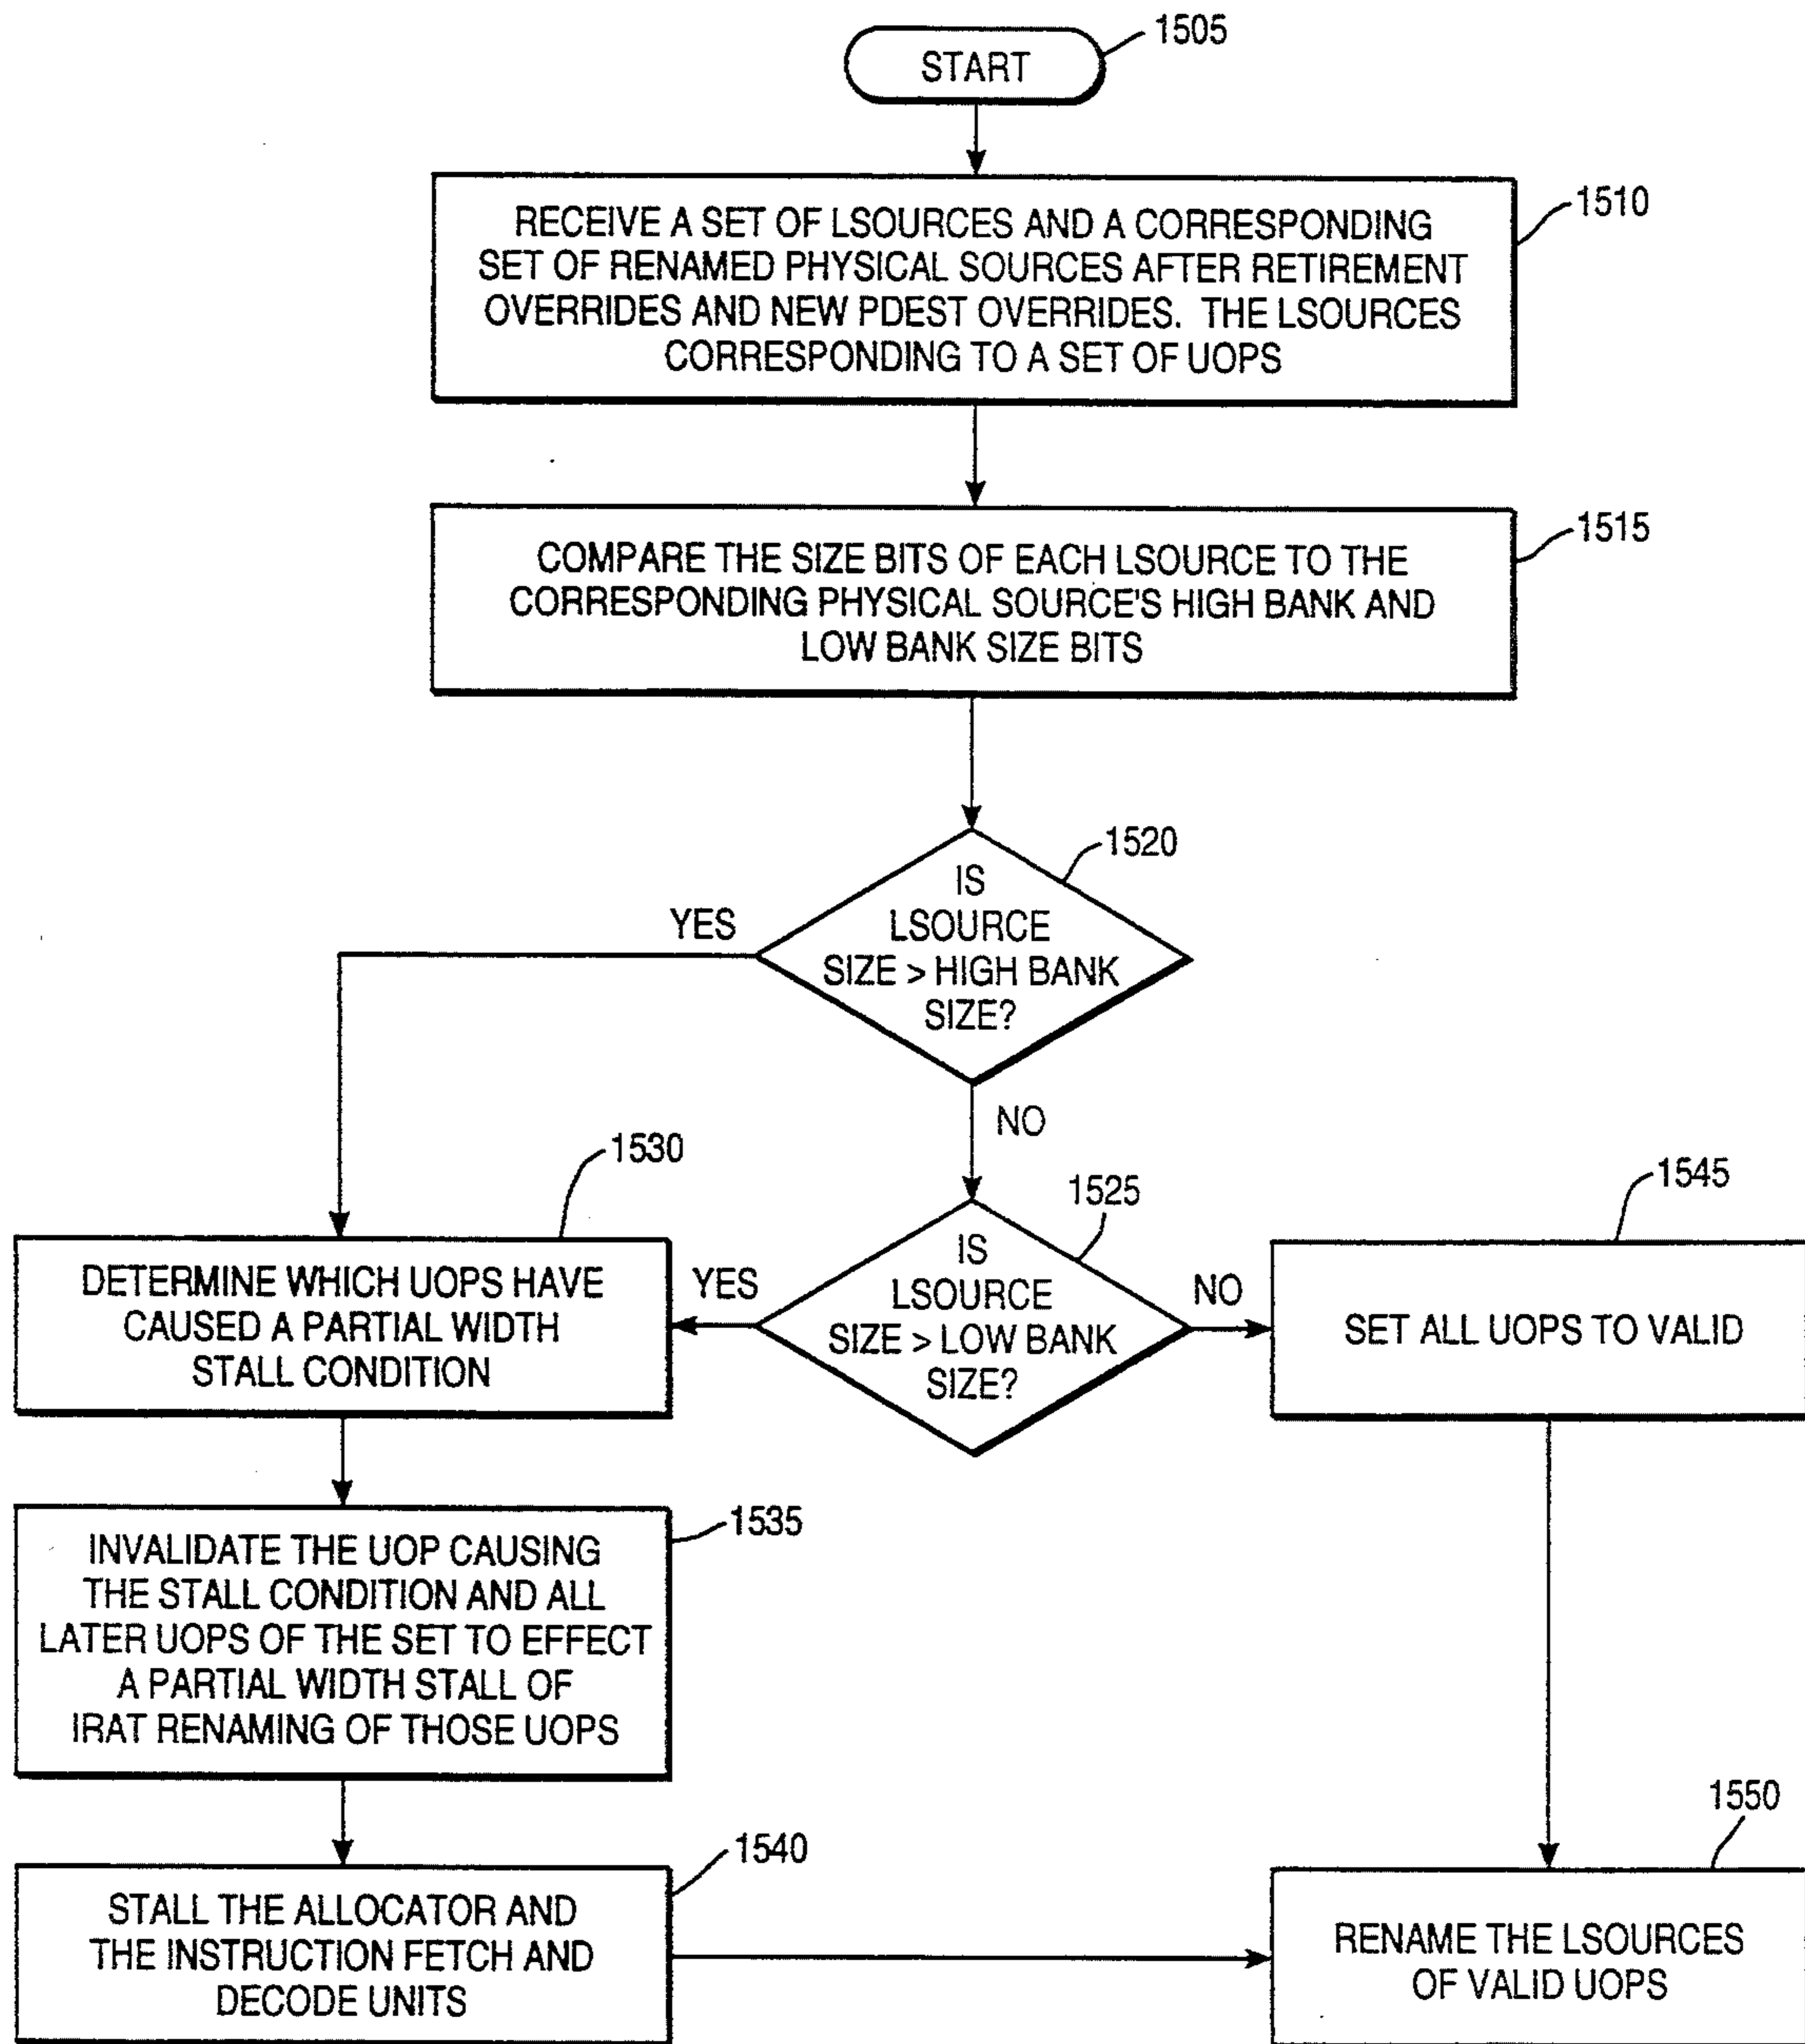 START
1505
RECEIVE A SET OF LSOURCES AND A CORRESPONDING
SET OF RENAMED PHYSICAL SOURCES AFTER RETIREMENT
OVERRIDES AND NEW PDEST OVERRIDES. THE LSOURCES
CORRESPONDING TO A SET OF UOPS
1510
COMPARE THE SIZE BITS OF EACH LSOURCE TO THE
CORRESPONDING PHYSICAL SOURCE'S HIGH BANK AND
LOW BANK SIZE BITS
1515
IS
LSOURCE
SIZE > HIGH BANK
SIZE?
1520
YES
NO
IS
LSOURCE
SIZE > LOW BANK
SIZE?
1525
YES
NO
DETERMINE WHICH UOPS HAVE
CAUSED A PARTIAL WIDTH
STALL CONDITION
1530
SET ALL UOPS TO VALID
1545
INVALIDATE THE UOP CAUSING
THE STALL CONDITION AND ALL
LATER UOPS OF THE SET TO EFFECT
A PARTIAL WIDTH STALL OF
IRAT RENAMING OF THOSE UOPS
1535
STALL THE ALLOCATOR AND
THE INSTRUCTION FETCH AND
DECODE UNITS
1540
RENAME THE LSOURCES
OF VALID UOPS
1550